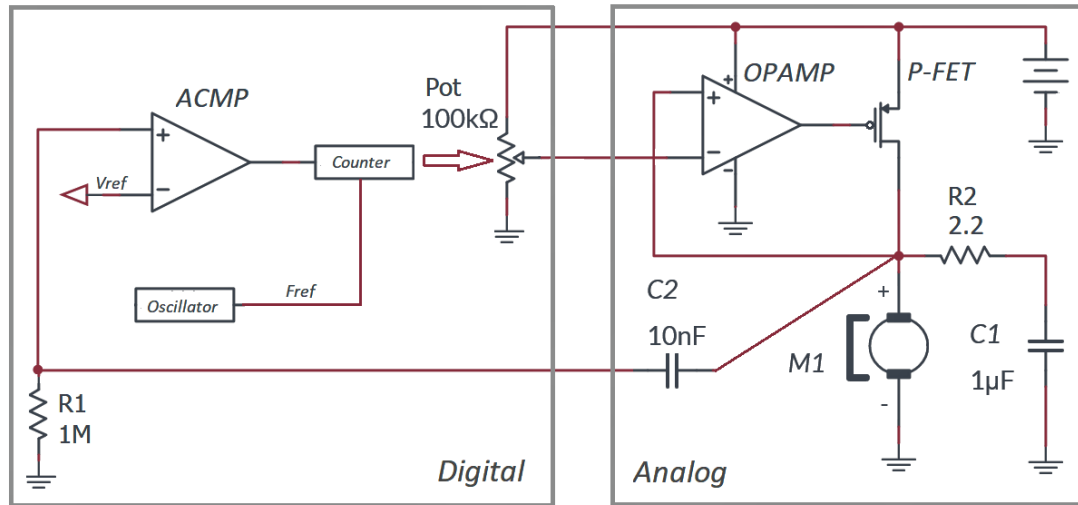 ACMP
+
−
Vref
Counter
Oscillator
Fref
Pot
100kΩ
R1
1M
Digital
OPAMP
+
+
−
-
P-FET
R2
2.2
C2
10nF
+
M1
-
C1
1µF
Analog